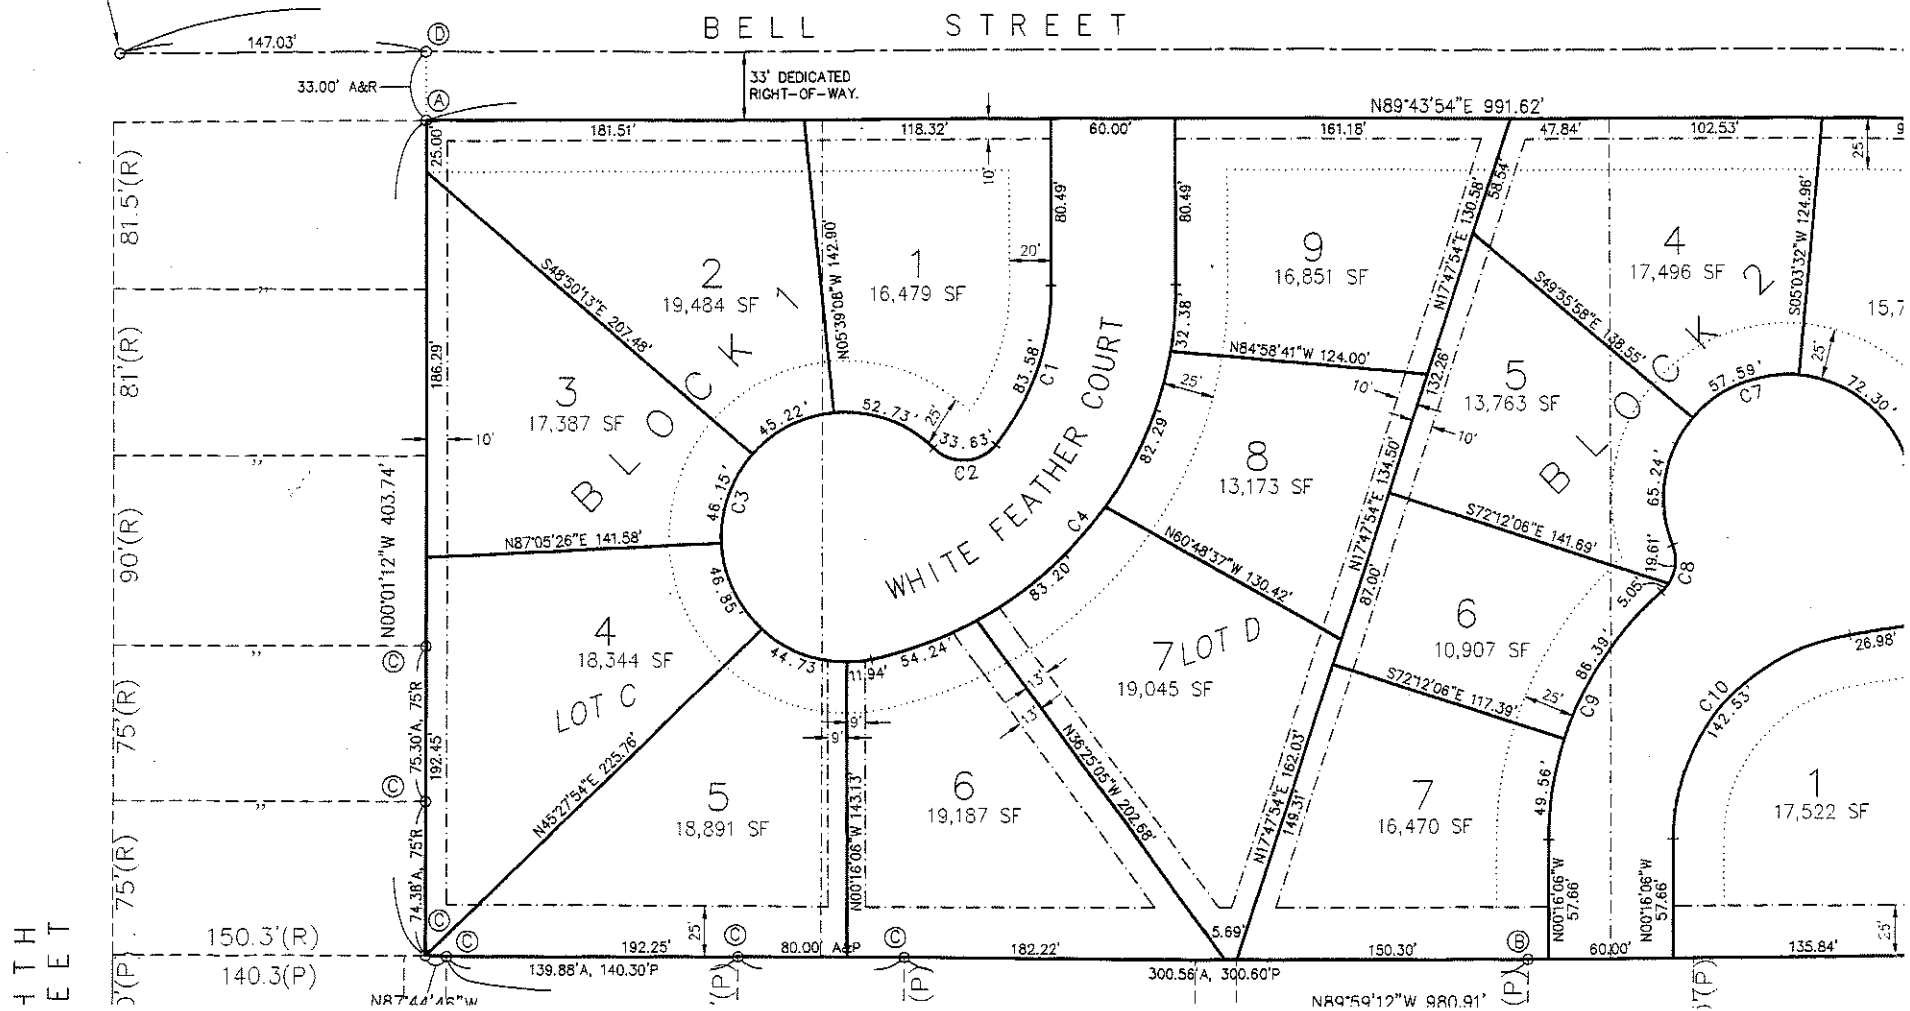 BELL STREET
147.03'
D
33.00' A&R
33' DEDICATED
RIGHT-OF-WAY.
A
N89°43'54"E 991.62'
181.51'
118.32'
60.00'
161.18'
47.84'
102.53'
9
25.00'
10'
25'
81.5'(R)
80.49'
80.49'
N17°47'54"E 130.58'
58.54'
S05°03'32"W 124.96'
2
19,484 SF
1
16,479 SF
20'
9
16,851 SF
4
17,496 SF
15,7
S48°50'13"E 207.48'
N05°39'08"W 142.90'
S49°55'58"E 138.55'
"
81'(R)
186.29'
BLOCK 1
BLOCK 2
83.58'
C1
32.38'
N84°58'41"W 124.00'
132.26'
25'
10'
10'
5
13,763 SF
57.59'
C7
25'
72.30'
3
17,387 SF
10'
45.22'
52.73'
25'
33.63'
C2
WHITE FEATHER COURT
82.29'
8
13,173 SF
N17°47'54"E 134.50'
65.24'
"
90'(R)
N00°01'12"W 403.74'
46.15'
C3
N87°05'26"E 141.58'
C4
S72°12'06"E 141.69'
19.61'
C8
5.05'
46.85'
83.20'
N60°48'37"W 130.42'
87.00'
4
18,344 SF
LOT C
44.73'
11.94'
54.24'
7
19,045 SF
LOT D
6
10,907 SF
86.39'
C9
25'
26.98'
"
C
S72°12'06"E 117.39'
C10
142.53'
75'(R)
75.30'A, 75'R
192.45'
9'
9'
13'
13'
N45°27'54"E 225.76'
N36°25'05"W 202.68'
N17°47'54"E 162.03'
149.31'
49.56'
5
18,891 SF
6
19,187 SF
7
16,470 SF
1
17,522 SF
"
C
75'(R)
74.38'A, 75'R
N00°16'06"W 143.13'
N00°16'06"W
57.66'
N00°16'06"W
57.66'
C
C
C
C
B
25'
25'
HTH
EET
150.3'(R)
140.3(P)
192.25'
80.00' A&P
182.22'
5.69'
150.30'
60.00'
135.84'
139.88'A, 140.30'P
300.56'A, 300.60'P
N87°44'46"W
N89°59'12"W 980.91'
)'(P)
'(P)
(P)
(P)
)7(P)